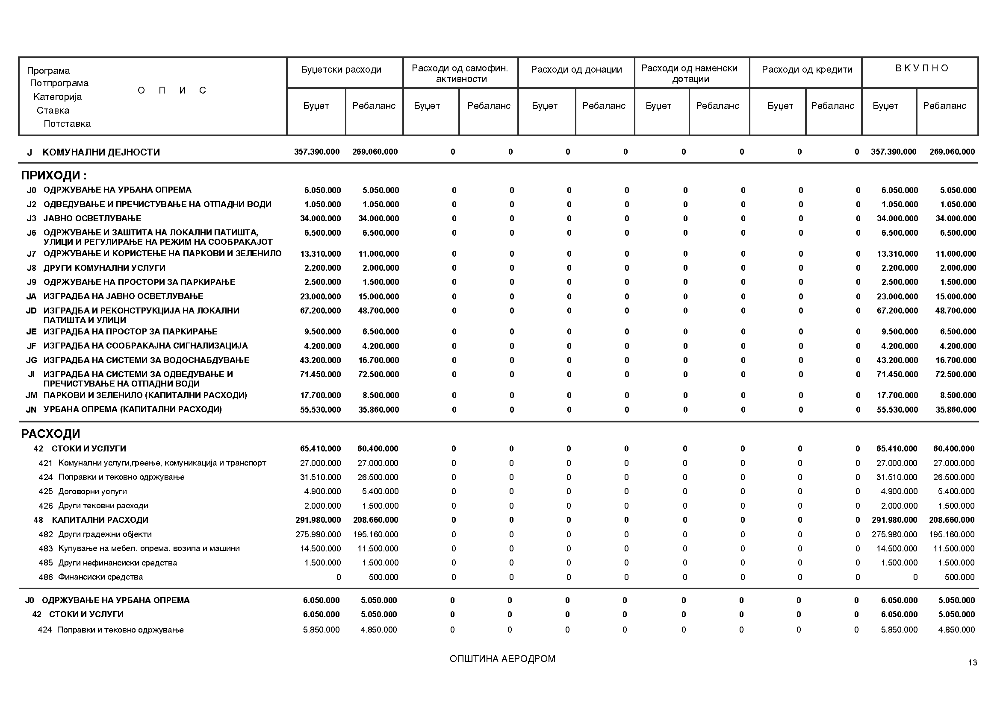 Програма
Потпрограма
Категорија
Ставка
Потставка
О П И С
Буџетски расходи Расходи од самофин. активности Расходи од донации Расходи од наменски дотации Расходи од кредити В К У П Н О
Буџет Ребаланс Буџет Ребаланс Буџет Ребаланс Буџет Ребаланс Буџет Ребаланс Буџет Ребаланс
J КОМУНАЛНИ ДЕЈНОСТИ 357.390.000 269.060.000 0 0 0 0 0 0 0 0 357.390.000 269.060.000
ПРИХОДИ :
J0 ОДРЖУВАЊЕ НА УРБАНА ОПРЕМА 6.050.000 5.050.000 0 0 0 0 0 0 0 0 6.050.000 5.050.000
J2 ОДВЕДУВАЊЕ И ПРЕЧИСТУВАЊЕ НА ОТПАДНИ ВОДИ 1.050.000 1.050.000 0 0 0 0 0 0 0 0 1.050.000 1.050.000
J3 ЈАВНО ОСВЕТЛУВАЊЕ 34.000.000 34.000.000 0 0 0 0 0 0 0 0 34.000.000 34.000.000
J6 ОДРЖУВАЊЕ И ЗАШТИТА НА ЛОКАЛНИ ПАТИШТА, 6.500.000 6.500.000 0 0 0 0 0 0 0 0 6.500.000 6.500.000
УЛИЦИ И РЕГУЛИРАЊЕ НА РЕЖИМ НА СООБРАКАЈОТ
J7 ОДРЖУВАЊЕ И КОРИСТЕЊЕ НА ПАРКОВИ И ЗЕЛЕНИЛО 13.310.000 11.000.000 0 0 0 0 0 0 0 0 13.310.000 11.000.000
J8 ДРУГИ КОМУНАЛНИ УСЛУГИ 2.200.000 2.000.000 0 0 0 0 0 0 0 0 2.200.000 2.000.000
J9 ОДРЖУВАЊЕ НА ПРОСТОРИ ЗА ПАРКИРАЊЕ 2.500.000 1.500.000 0 0 0 0 0 0 0 0 2.500.000 1.500.000
JA ИЗГРАДБА НА ЈАВНО ОСВЕТЛУВАЊЕ 23.000.000 15.000.000 0 0 0 0 0 0 0 0 23.000.000 15.000.000
JD ИЗГРАДБА И РЕКОНСТРУКЦИЈА НА ЛОКАЛНИ 67.200.000 48.700.000 0 0 0 0 0 0 0 0 67.200.000 48.700.000
ПАТИШТА И УЛИЦИ
JE ИЗГРАДБА НА ПРОСТОР ЗА ПАРКИРАЊЕ 9.500.000 6.500.000 0 0 0 0 0 0 0 0 9.500.000 6.500.000
JF ИЗГРАДБА НА СООБРАКАЈНА СИГНАЛИЗАЦИЈА 4.200.000 4.200.000 0 0 0 0 0 0 0 0 4.200.000 4.200.000
JG ИЗГРАДБА НА СИСТЕМИ ЗА ВОДОСНАБДУВАЊЕ 43.200.000 16.700.000 0 0 0 0 0 0 0 0 43.200.000 16.700.000
JI ИЗГРАДБА НА СИСТЕМИ ЗА ОДВЕДУВАЊЕ И 71.450.000 72.500.000 0 0 0 0 0 0 0 0 71.450.000 72.500.000
ПРЕЧИСТУВАЊЕ НА ОТПАДНИ ВОДИ
JM ПАРКОВИ И ЗЕЛЕНИЛО (КАПИТАЛНИ РАСХОДИ) 17.700.000 8.500.000 0 0 0 0 0 0 0 0 17.700.000 8.500.000
JN УРБАНА ОПРЕМА (КАПИТАЛНИ РАСХОДИ) 55.530.000 35.860.000 0 0 0 0 0 0 0 0 55.530.000 35.860.000
РАСХОДИ
42 СТОКИ И УСЛУГИ 65.410.000 60.400.000 0 0 0 0 0 0 0 0 65.410.000 60.400.000
421 Комунални услуги,греење, комуникација и транспорт 27.000.000 27.000.000 0 0 0 0 0 0 0 0 27.000.000 27.000.000
424 Поправки и тековно одржување 31.510.000 26.500.000 0 0 0 0 0 0 0 0 31.510.000 26.500.000
425 Договорни услуги 4.900.000 5.400.000 0 0 0 0 0 0 0 0 4.900.000 5.400.000
426 Други тековни расходи 2.000.000 1.500.000 0 0 0 0 0 0 0 0 2.000.000 1.500.000
48 КАПИТАЛНИ РАСХОДИ 291.980.000 208.660.000 0 0 0 0 0 0 0 0 291.980.000 208.660.000
482 Други градежни објекти 275.980.000 195.160.000 0 0 0 0 0 0 0 0 275.980.000 195.160.000
483 Купување на мебел, опрема, возила и машини 14.500.000 11.500.000 0 0 0 0 0 0 0 0 14.500.000 11.500.000
485 Други нефинансиски средства 1.500.000 1.500.000 0 0 0 0 0 0 0 0 1.500.000 1.500.000
486 Финансиски средства 0 500.000 0 0 0 0 0 0 0 0 0 500.000
J0 ОДРЖУВАЊЕ НА УРБАНА ОПРЕМА 6.050.000 5.050.000 0 0 0 0 0 0 0 0 6.050.000 5.050.000
42 СТОКИ И УСЛУГИ 6.050.000 5.050.000 0 0 0 0 0 0 0 0 6.050.000 5.050.000
424 Поправки и тековно одржување 5.850.000 4.850.000 0 0 0 0 0 0 0 0 5.850.000 4.850.000
ОПШТИНА АЕРОДРОМ
13